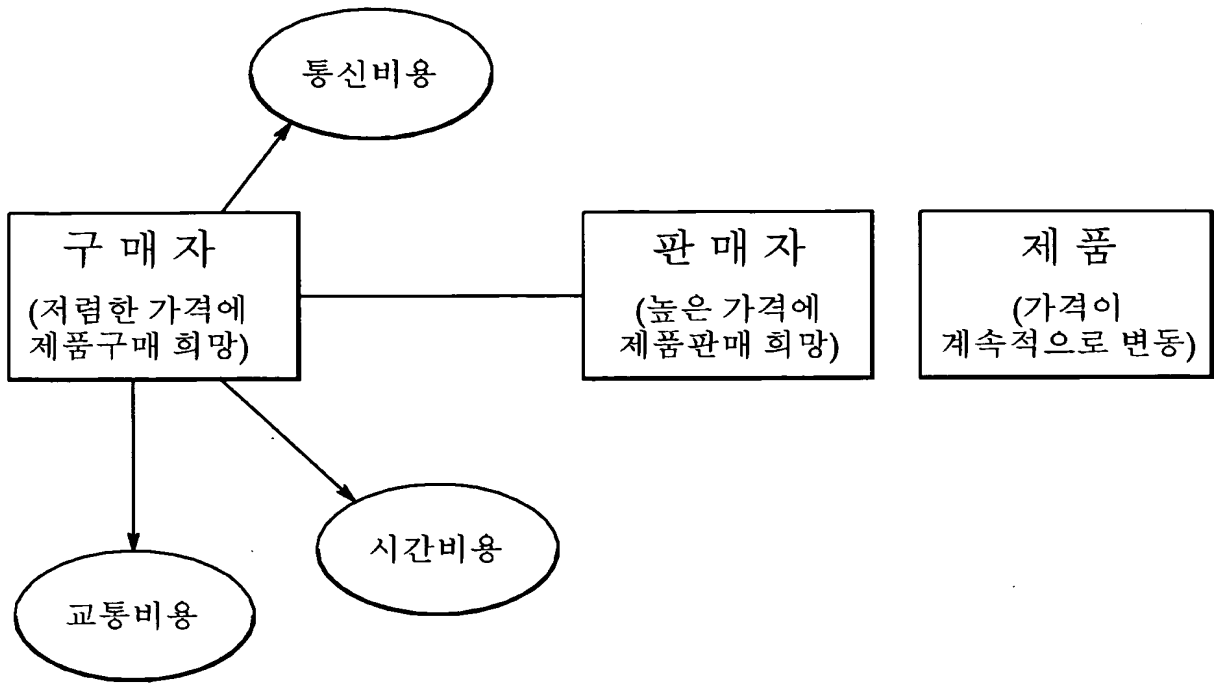 통신비용
구 매 자
(저렴한 가격에
제품구매 희망)
판 매 자
(높은 가격에
제품판매 희망)
제 품
(가격이
계속적으로 변동)
시간비용
교통비용